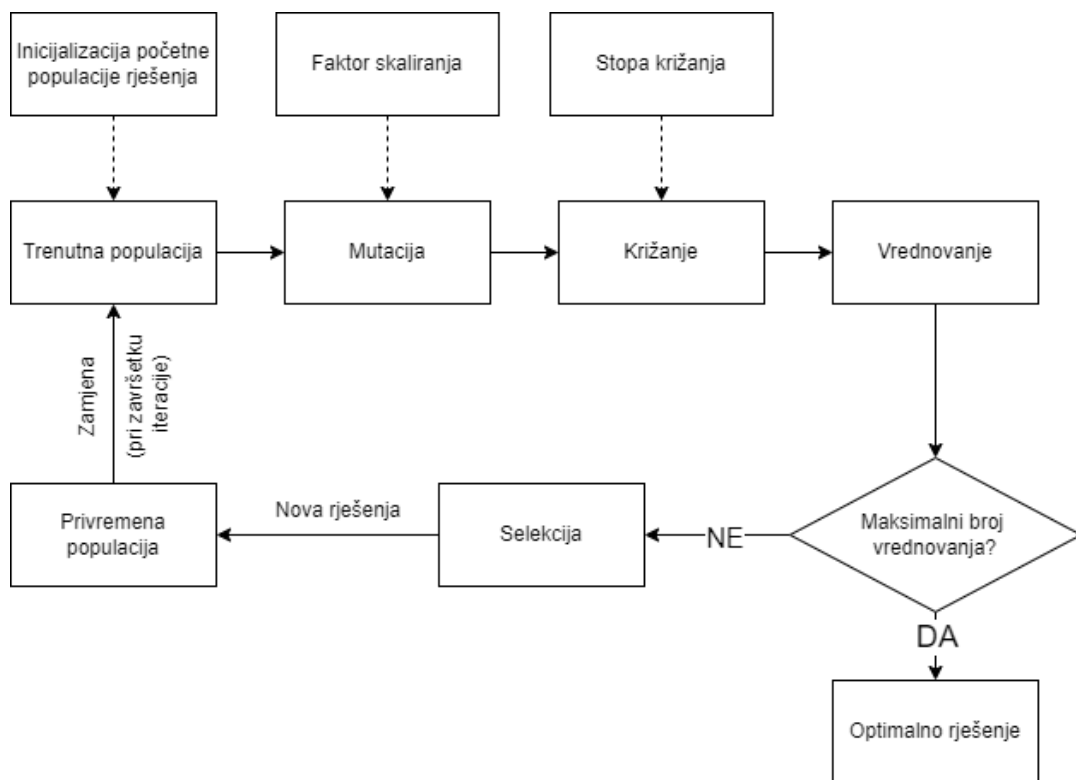 Inicijalizacija početne
populacije rješenja
Faktor skaliranja
Stopa križanja
Trenutna populacija
Mutacija
Križanje
Vrednovanje
Zamjena
(pri završetku
iteracije)
Privremena
populacija
Nova rješenja
Selekcija
NE
Maksimalni broj
vrednovanja?
DA
Optimalno rješenje